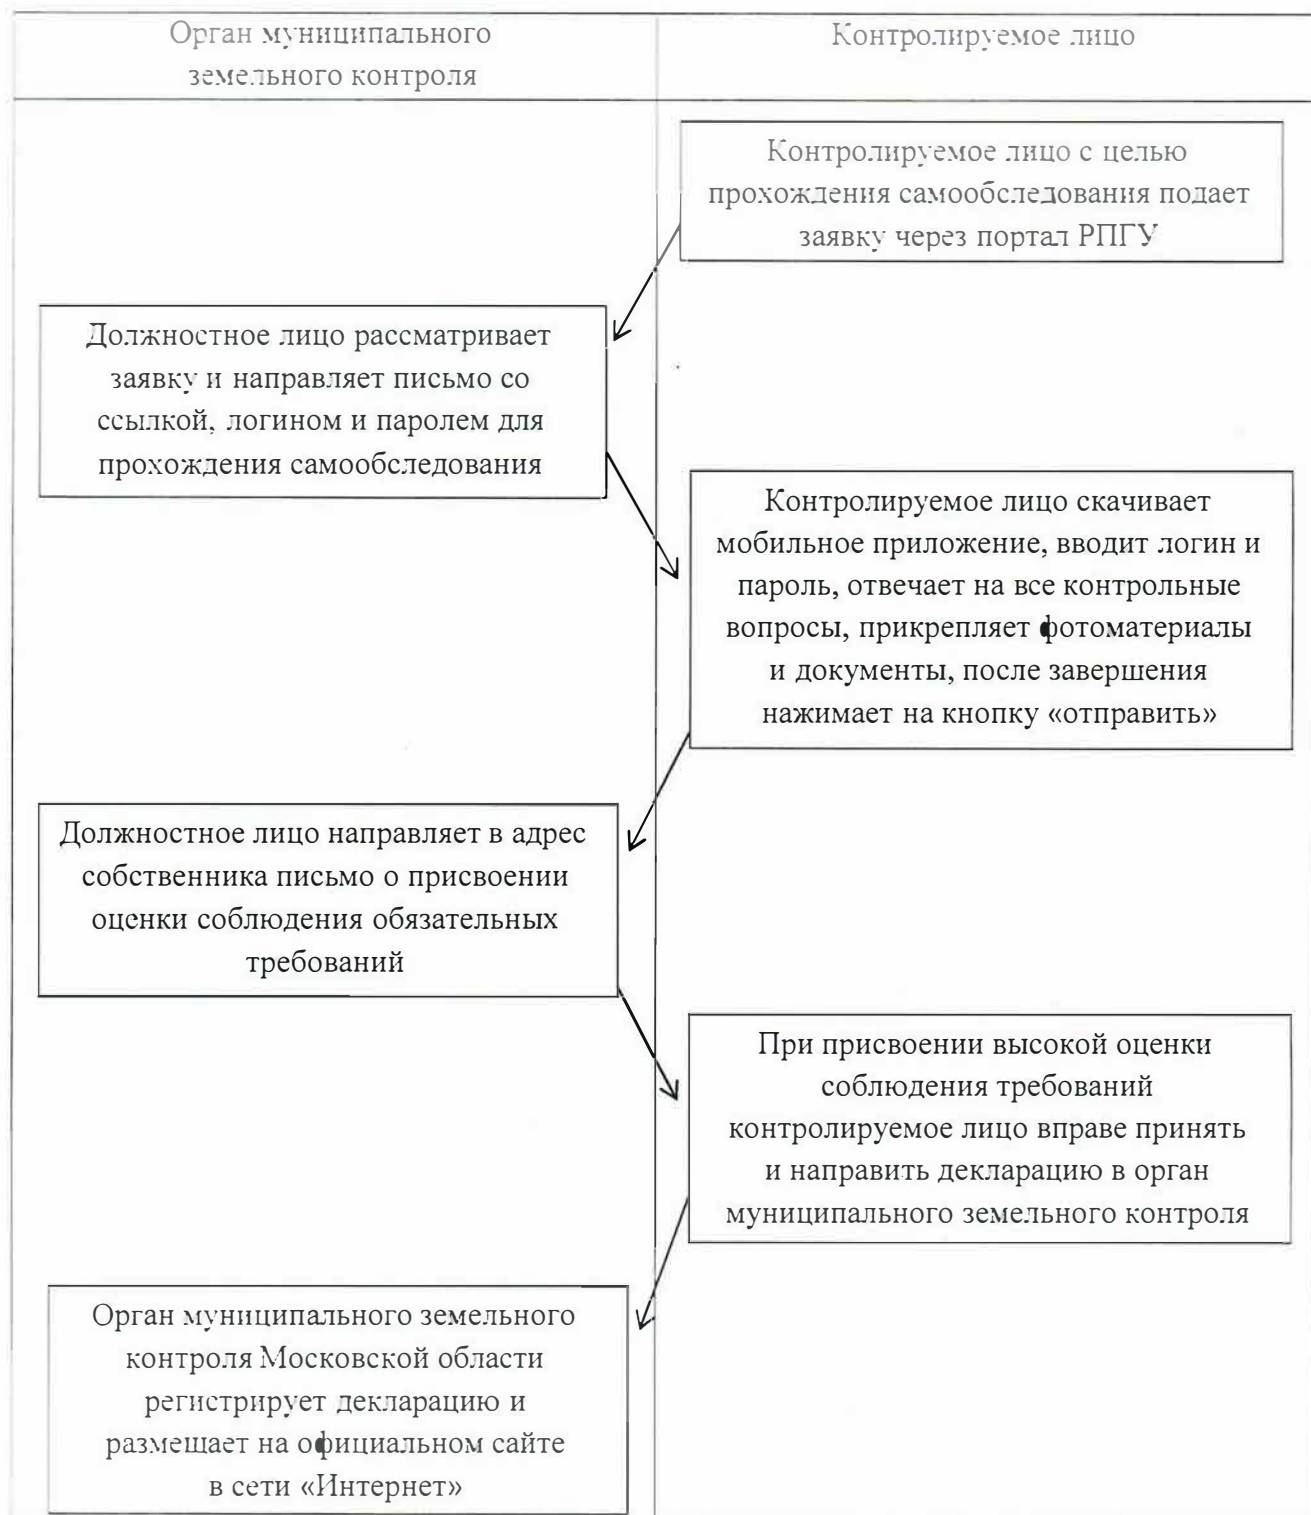 Орган муниципального
земельного контроля
Контролируемое лицо
Контролируемое лицо с целью
прохождения самообследования подает
заявку через портал РПГУ
Должностное лицо рассматривает
заявку и направляет письмо со
ссылкой, логином и паролем для
прохождения самообследования
Контролируемое лицо скачивает
мобильное приложение, вводит логин и
пароль, отвечает на все контрольные
вопросы, прикрепляет фотоматериалы
и документы, после завершения
нажимает на кнопку «отправить»
Должностное лицо направляет в адрес
собственника письмо о присвоении
оценки соблюдения обязательных
требований
При присвоении высокой оценки
соблюдения требований
контролируемое лицо вправе принять
и направить декларацию в орган
муниципального земельного контроля
Орган муниципального земельного
контроля Московской области
регистрирует декларацию и
размещает на официальном сайте
в сети «Интернет»